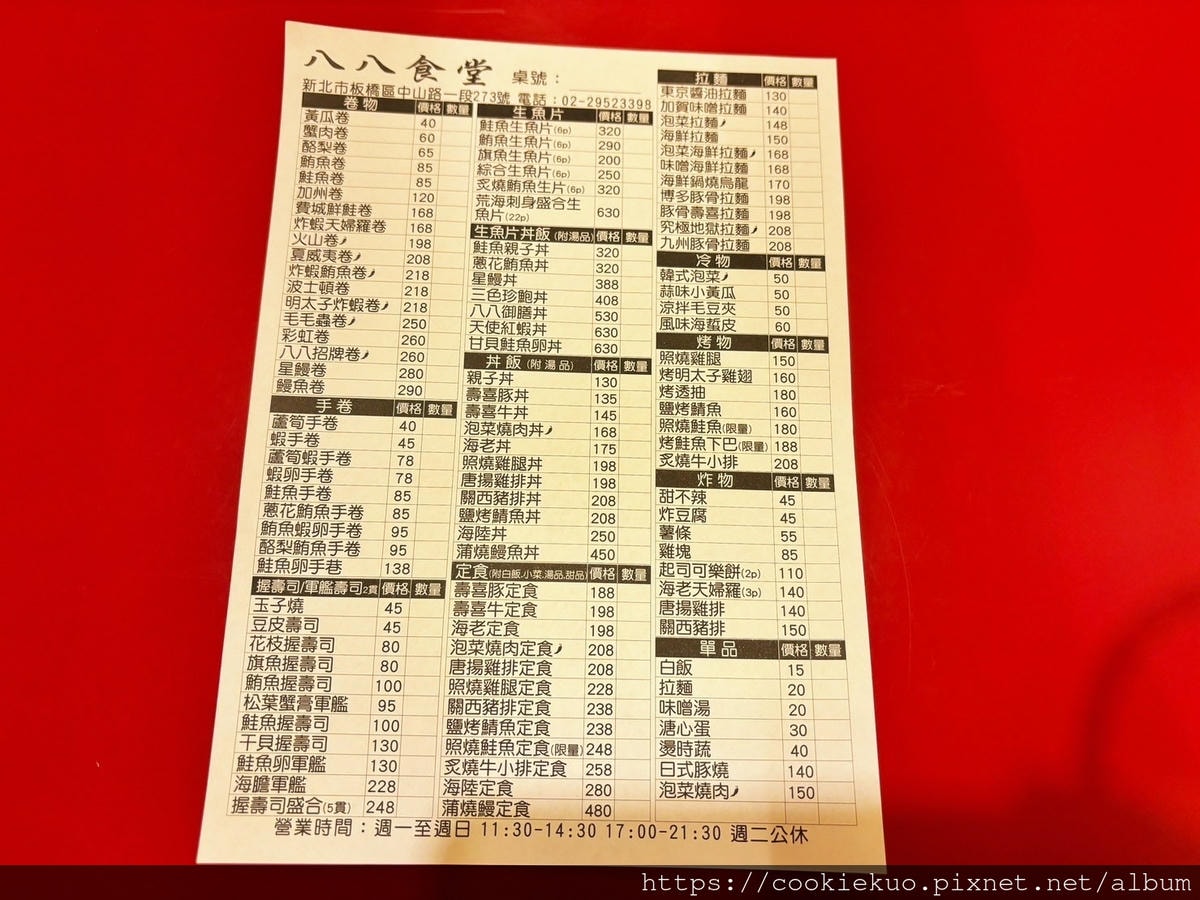 八八食堂 桌號：
新北市板橋區中山路一段273號 電話：02-29523398
卷物 價格 數量
黃瓜卷 40
蟹肉卷 60
酪梨卷 65
鮪魚卷 85
鮭魚卷 85
加州卷 120
費城鮮鮭卷 168
炸蝦天婦羅卷 168
火山卷 198
夏威夷卷 208
炸蝦鮪魚卷 218
波士頓卷 218
明太子炸蝦卷 218
毛毛蟲卷 250
彩虹卷 260
八八招牌卷 260
星鰻卷 280
鰻魚卷 290
手卷 價格 數量
蘆筍手卷 40
蝦手卷 45
蘆筍蝦手卷 78
蝦卵手卷 78
鮭魚手卷 85
蔥花鮪魚手卷 85
鮪魚蝦卵手卷 95
酪梨鮪魚手卷 95
鮭魚卵手巷 138
握壽司/軍艦壽司2貫 價格 數量
玉子燒 45
豆皮壽司 45
花枝握壽司 80
旗魚握壽司 80
鮪魚握壽司 100
松葉蟹膏軍艦 95
鮭魚握壽司 100
干貝握壽司 130
鮭魚卵軍艦 130
海膽軍艦 228
握壽司盛合(5貫) 248
生魚片 價格 數量
鮭魚生魚片(6p) 320
鮪魚生魚片(6p) 290
旗魚生魚片(6p) 200
綜合生魚片(6p) 250
炙燒鮪魚生片(6p) 320
荒海刺身盛合生
魚片(22p) 630
生魚片丼飯(附湯品) 價格 數量
鮭魚親子丼 320
蔥花鮪魚丼 320
星鰻丼 388
三色珍鮑丼 408
八八御膳丼 530
天使紅蝦丼 630
甘貝鮭魚卵丼 630
丼飯(附湯品) 價格 數量
親子丼 130
壽喜豚丼 135
壽喜牛丼 145
泡菜燒肉丼 168
海老丼 175
照燒雞腿丼 198
唐揚雞排丼 198
關西豬排丼 208
鹽烤鯖魚丼 208
海陸丼 250
蒲燒鰻魚丼 450
定食(附白飯.小菜.湯品.甜品) 價格 數量
壽喜豚定食 188
壽喜牛定食 198
海老定食 198
泡菜燒肉定食 208
唐揚雞排定食 208
照燒雞腿定食 228
關西豬排定食 238
鹽烤鯖魚定食 238
照燒鮭魚定食(限量) 248
炙燒牛小排定食 258
海陸定食 280
蒲燒鰻定食 480
拉麵 價格 數量
東京醬油拉麵 130
加賀味噌拉麵 140
泡菜拉麵 148
海鮮拉麵 150
泡菜海鮮拉麵 168
味噌海鮮拉麵 168
海鮮鍋燒烏龍 170
博多豚骨拉麵 198
豚骨壽喜拉麵 198
究極地獄拉麵 208
九州豚骨拉麵 208
冷物 價格 數量
韓式泡菜 50
蒜味小黃瓜 50
涼拌毛豆夾 50
風味海蜇皮 60
烤物 價格 數量
照燒雞腿 150
烤明太子雞翅 160
烤透抽 180
鹽烤鯖魚 160
照燒鮭魚(限量) 180
烤鮭魚下巴(限量) 188
炙燒牛小排 208
炸物 價格 數量
甜不辣 45
炸豆腐 45
薯條 55
雞塊 85
起司可樂餅(2p) 110
海老天婦羅(3p) 140
唐揚雞排 140
關西豬排 150
單品 價格 數量
白飯 15
拉麵 20
味噌湯 20
溏心蛋 30
燙時蔬 40
日式豚燒 140
泡菜燒肉 150
營業時間：週一至週日 11:30-14:30 17:00-21:30 週二公休
https://cookiekuo.pixnet.net/album